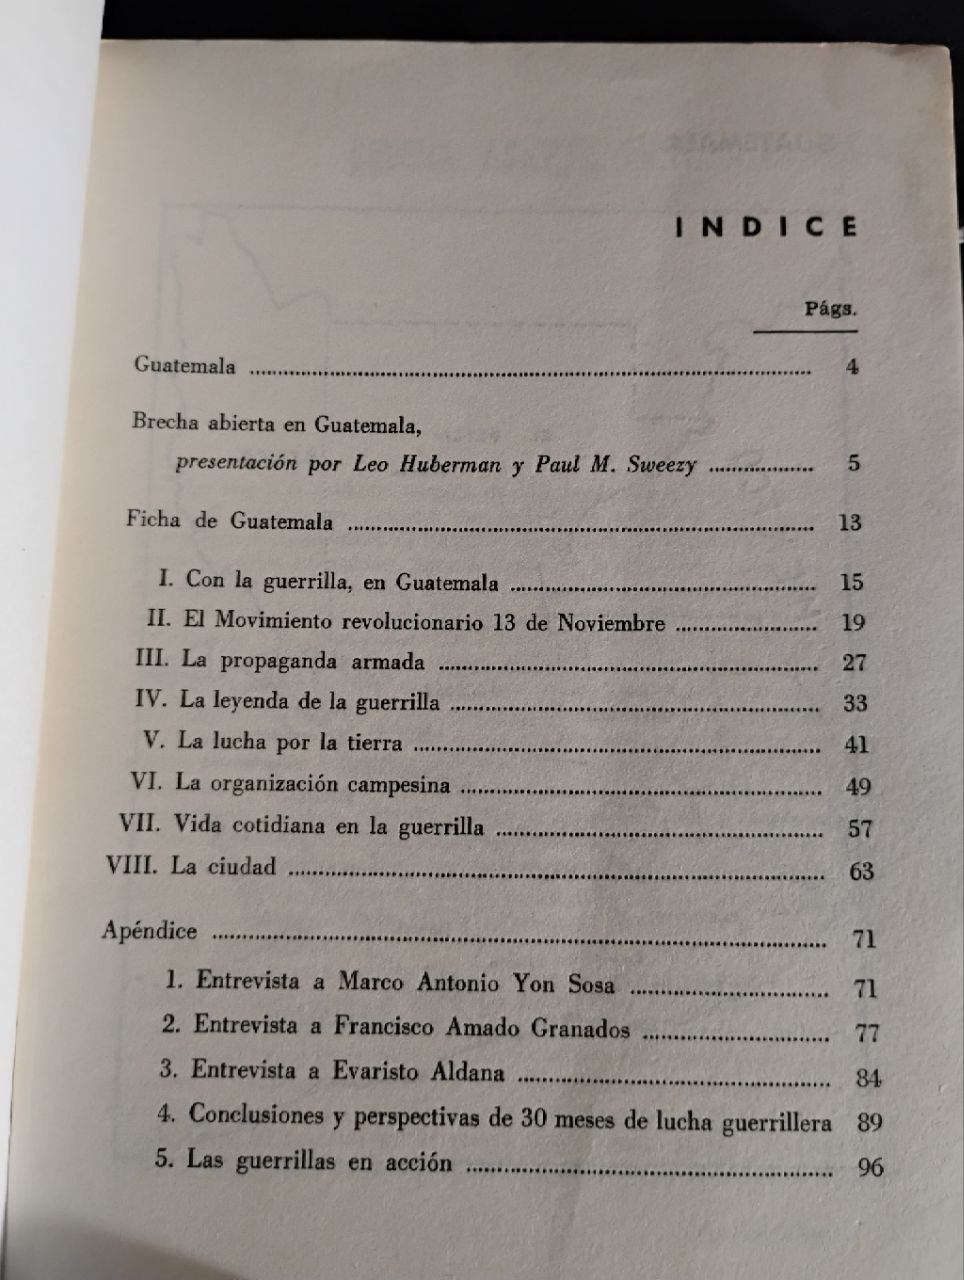 INDICE
Págs.
Guatemala ........ 4
Brecha abierta en Guatemala,
presentación por Leo Huberman y Paul M. Sweezy ........ 5
Ficha de Guatemala ........ 13
I. Con la guerrilla, en Guatemala ........ 15
II. El Movimiento revolucionario 13 de Noviembre ........ 19
III. La propaganda armada ........ 27
IV. La leyenda de la guerrilla ........ 33
V. La lucha por la tierra ........ 41
VI. La organización campesina ........ 49
VII. Vida cotidiana en la guerrilla ........ 57
VIII. La ciudad ........ 63
Apéndice ........ 71
1. Entrevista a Marco Antonio Yon Sosa ........ 71
2. Entrevista a Francisco Amado Granados ........ 77
3. Entrevista a Evaristo Aldana ........ 84
4. Conclusiones y perspectivas de 30 meses de lucha guerrillera 89
5. Las guerrillas en acción ........ 96